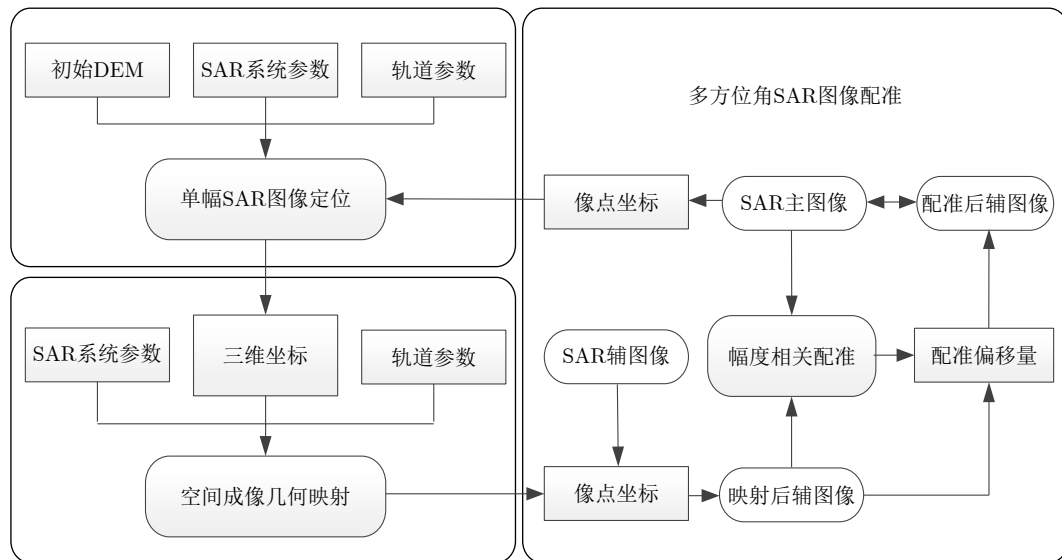 初始DEM
SAR系统参数
轨道参数
单幅SAR图像定位
SAR系统参数
三维坐标
轨道参数
空间成像几何映射
多方位角SAR图像配准
像点坐标
SAR主图像
配准后辅图像
SAR辅图像
幅度相关配准
配准偏移量
像点坐标
映射后辅图像